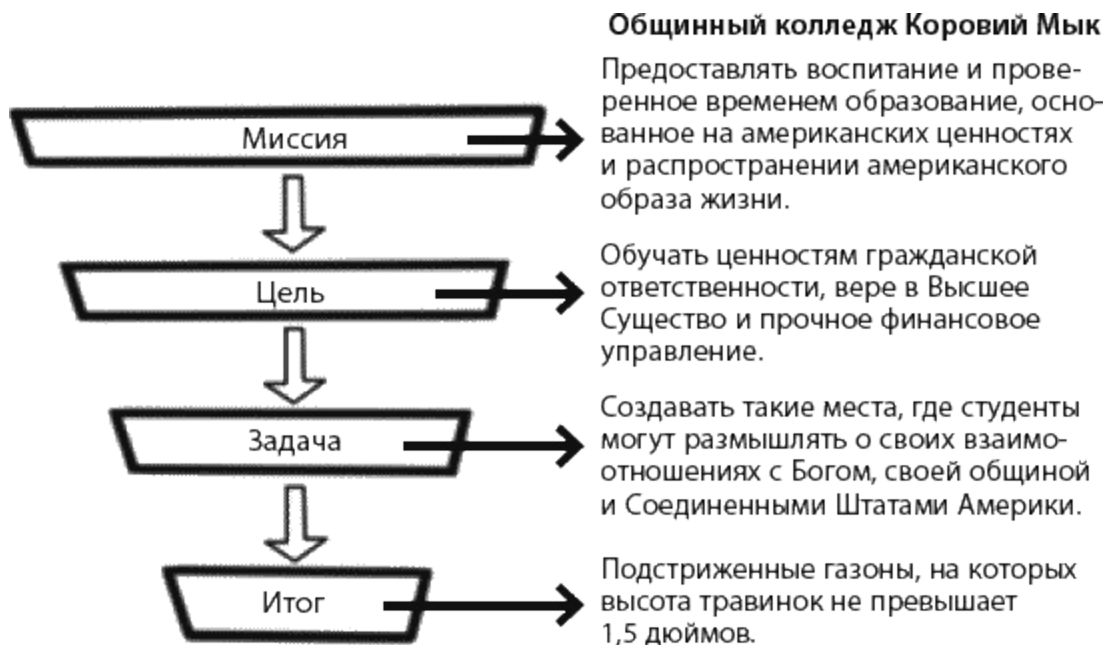 Общинный колледж Коровий Мык
Миссия
Предоставлять воспитание и прове-
ренное временем образование, осно-
ванное на американских ценностях
и распространении американского
образа жизни.
Цель
Обучать ценностям гражданской
ответственности, вере в Высшее
Существо и прочное финансовое
управление.
Задача
Создавать такие места, где студенты
могут размышлять о своих взаимо-
отношениях с Богом, своей общиной
и Соединенными Штатами Америки.
Итог
Подстриженные газоны, на которых
высота травинок не превышает
1,5 дюймов.